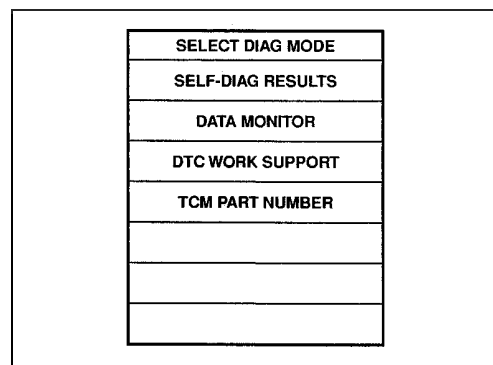 SELECT DIAG MODE
SELF-DIAG RESULTS
DATA MONITOR
DTC WORK SUPPORT
TCM PART NUMBER